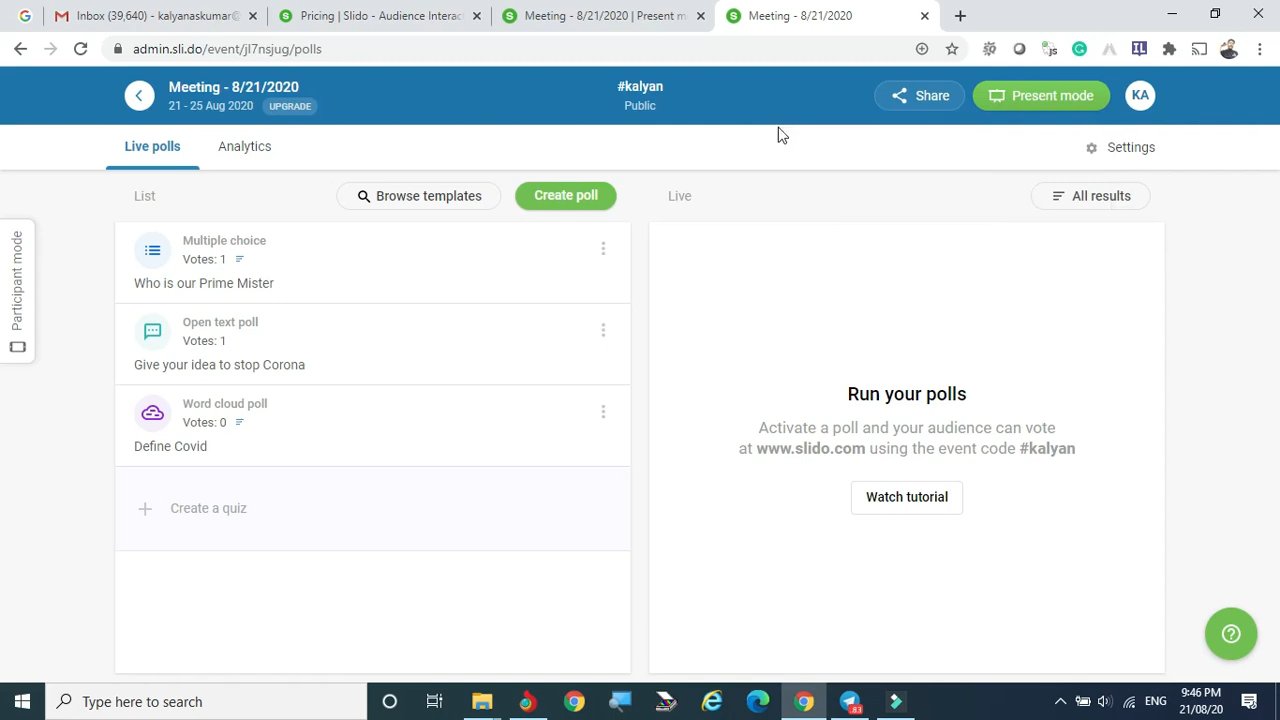 Inbox (39,640) - kalyanaskumar@
Pricing | Slido - Audience Interac
Meeting - 8/21/2020 | Present m
Meeting - 8/21/2020
admin.sli.do/event/jl7nsjug/polls
Meeting - 8/21/2020
21 - 25 Aug 2020 UPGRADE
#kalyan
Public
Share
Present mode
KA
Live polls
Analytics
Settings
List
Browse templates
Create poll
Live
All results
Participant mode
Multiple choice
Votes: 1
Who is our Prime Mister
Open text poll
Votes: 1
Give your idea to stop Corona
Word cloud poll
Votes: 0
Define Covid
Create a quiz
Run your polls
Activate a poll and your audience can vote
at www.slido.com using the event code #kalyan
Watch tutorial
Type here to search
83
ENG
9:46 PM
21/08/20